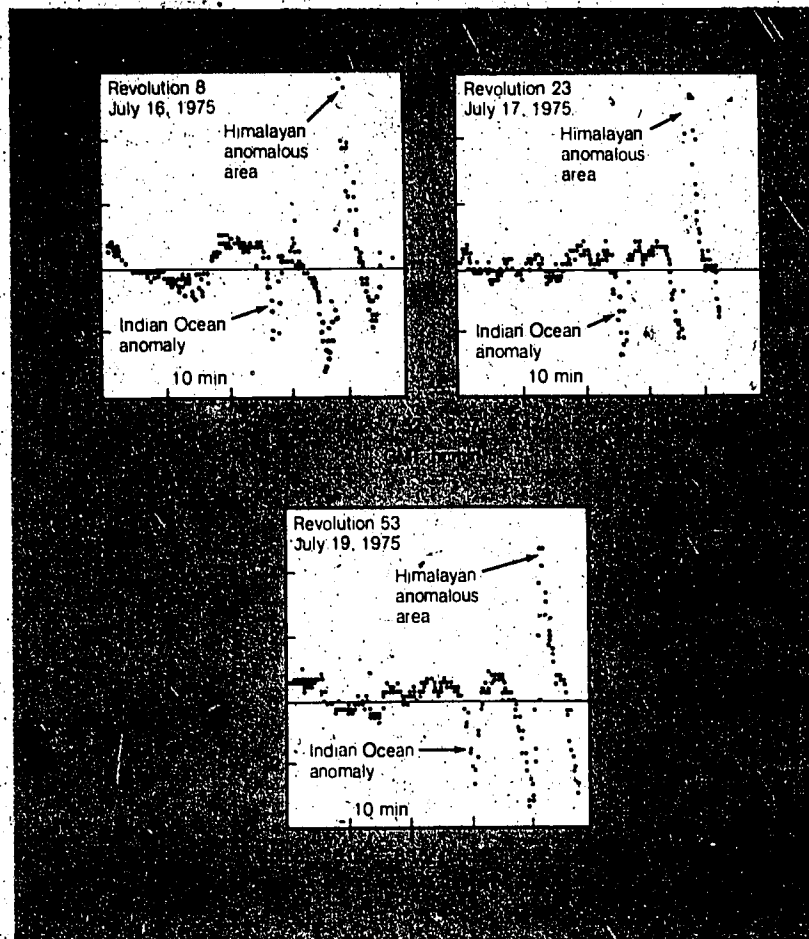 Revolution 8
July 16, 1975
Himalayan
anomalous
area
Indian Ocean
anomaly
10 min
Revolution 23
July 17, 1975
Himalayan
anomalous
area
Indian Ocean
anomaly
10 min
Revolution 53
July 19, 1975
Himalayan
anomalous
area
Indian Ocean
anomaly
10 min